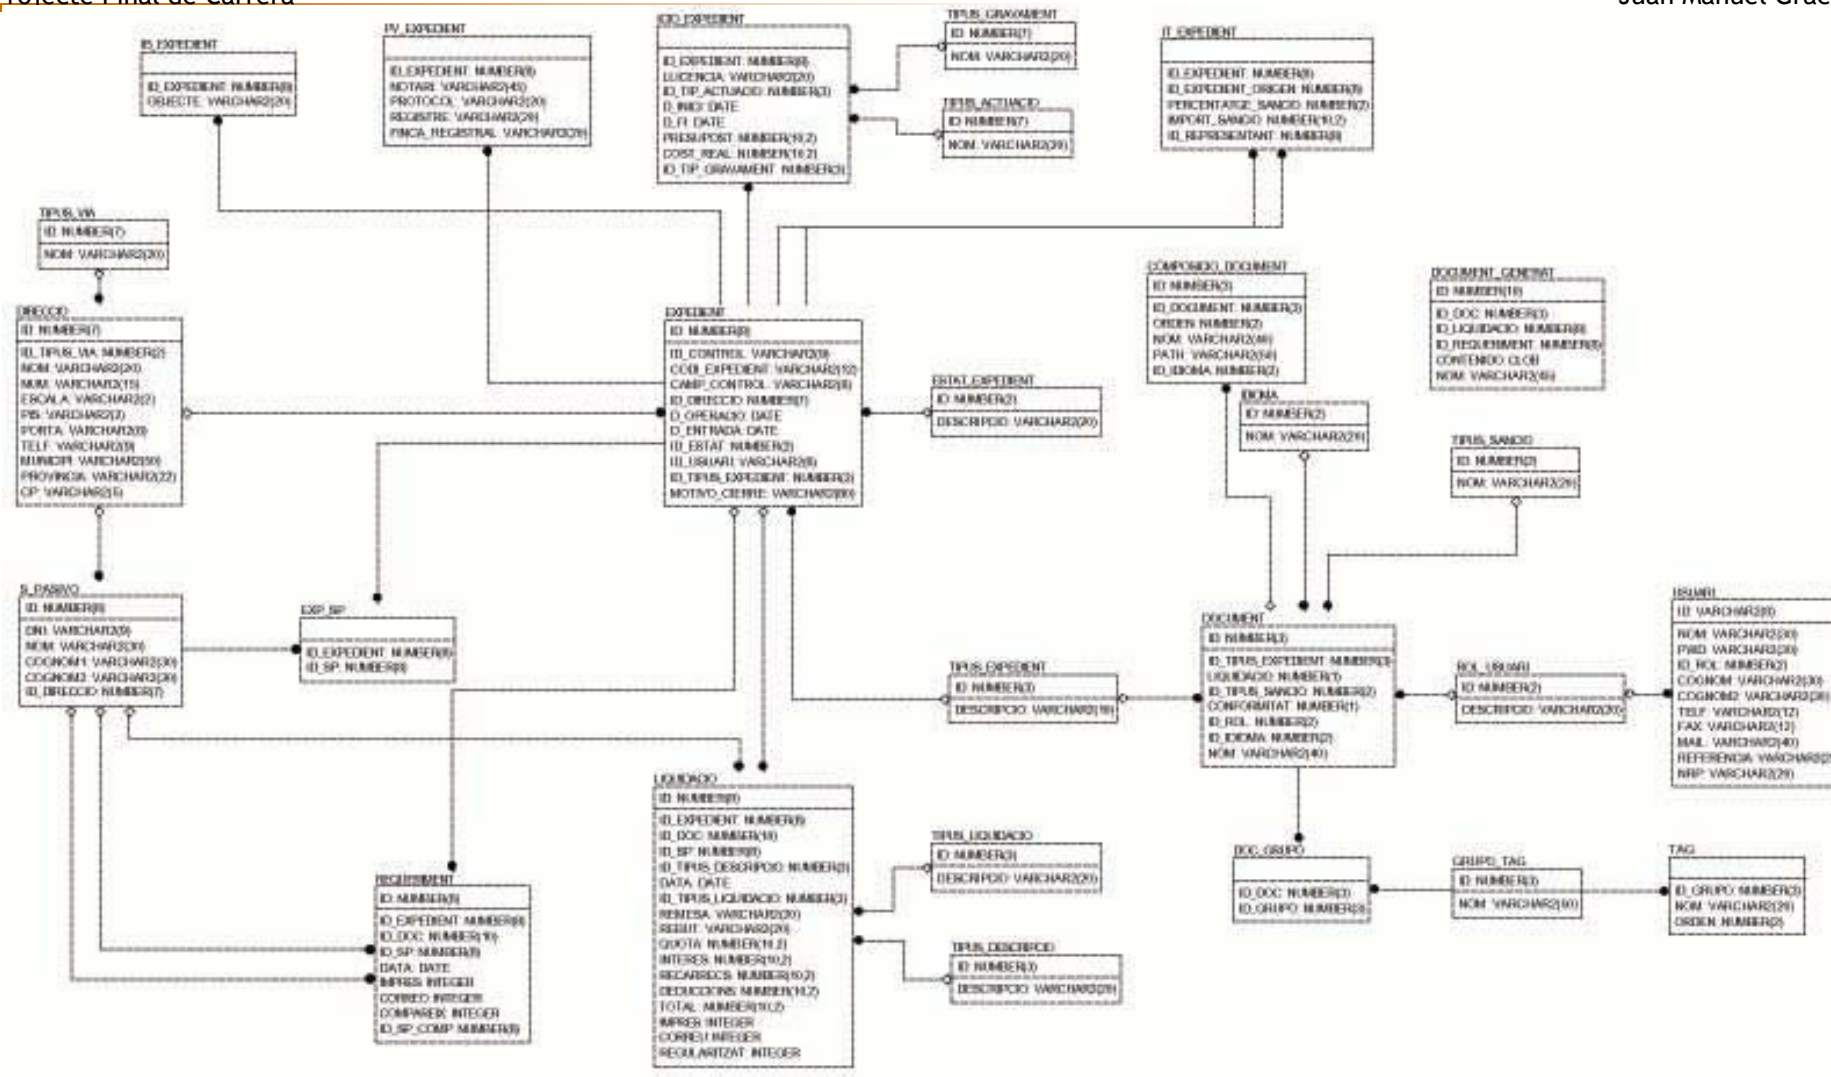 Projecte Final de Carrera
Juan Manuel Grac
IIS_EXPEDIENT
ID_EXPEDIENT: NUMBER(8)
OBJECTE: VARCHAR2(20)
PV_EXPEDIENT
ID_EXPEDIENT: NUMBER(8)
NOTARI: VARCHAR2(45)
PROTOCOL: VARCHAR2(20)
REGISTRE: VARCHAR2(20)
FINCA_REGISTRAL: VARCHAR2(20)
ICIO_EXPEDIENT
ID_EXPEDIENT: NUMBER(8)
LLICENCIA: VARCHAR2(20)
ID_TIP_ACTUACIO: NUMBER(3)
D_INICI: DATE
D_FI: DATE
PRESUPOST: NUMBER(10,2)
COST_REAL: NUMBER(10,2)
ID_TIP_GRAVAMENT: NUMBER(3)
TIPUS_GRAVAMENT
ID: NUMBER(7)
NOM: VARCHAR2(20)
TIPUS_ACTUACIO
ID: NUMBER(7)
NOM: VARCHAR2(20)
IT_EXPEDIENT
ID_EXPEDIENT: NUMBER(8)
ID_EXPEDIENT_ORIGEN: NUMBER(8)
PERCENTATGE_SANCIO: NUMBER(2)
IMPORT_SANCIO: NUMBER(10,2)
ID_REPRESENTANT: NUMBER(8)
TIPUS_VIA
ID: NUMBER(7)
NOM: VARCHAR2(20)
DIRECCIO
ID: NUMBER(7)
ID_TIPUS_VIA: NUMBER(2)
NOM: VARCHAR2(20)
NUM: VARCHAR2(15)
ESCALA: VARCHAR2(2)
PIS: VARCHAR2(2)
PORTA: VARCHAR2(8)
TELF: VARCHAR2(9)
MUNICIPI: VARCHAR2(50)
PROVINCIA: VARCHAR2(22)
CP: VARCHAR2(5)
EXPEDIENT
ID: NUMBER(8)
ID_CONTROL: VARCHAR2(9)
CODI_EXPEDIENT: VARCHAR2(12)
CAMP_CONTROL: VARCHAR2(8)
ID_DIRECCIO: NUMBER(7)
D_OPERACIO: DATE
D_ENTRADA: DATE
ID_ESTAT: NUMBER(2)
ID_USUARI: VARCHAR2(8)
ID_TIPUS_EXPEDIENT: NUMBER(3)
MOTIVO_CIERRE: VARCHAR2(80)
ESTAT_EXPEDIENT
ID: NUMBER(2)
DESCRIPCIO: VARCHAR2(20)
COMPOSICIO_DOCUMENT
ID: NUMBER(3)
ID_DOCUMENT: NUMBER(3)
ORDEN: NUMBER(2)
NOM: VARCHAR2(40)
PATH: VARCHAR2(50)
ID_IDIOMA: NUMBER(2)
DOCUMENT_GENERAT
ID: NUMBER(10)
ID_DOC: NUMBER(3)
ID_LIQUIDACIO: NUMBER(8)
ID_REQUERIMENT: NUMBER(8)
CONTENIDO: CLOB
NOM: VARCHAR2(45)
IDIOMA
ID: NUMBER(2)
NOM: VARCHAR2(20)
TIPUS_SANCIO
ID: NUMBER(2)
NOM: VARCHAR2(20)
S_PASIVO
ID: NUMBER(8)
DNI: VARCHAR2(9)
NOM: VARCHAR2(30)
COGNOM1: VARCHAR2(30)
COGNOM2: VARCHAR2(30)
ID_DIRECCIO: NUMBER(7)
EXP_SP
ID_EXPEDIENT: NUMBER(8)
ID_SP: NUMBER(8)
TIPUS_EXPEDIENT
ID: NUMBER(3)
DESCRIPCIO: VARCHAR2(18)
DOCUMENT
ID: NUMBER(3)
ID_TIPUS_EXPEDIENT: NUMBER(3)
LIQUIDACIO: NUMBER(1)
ID_TIPUS_SANCIO: NUMBER(2)
CONFORMITAT: NUMBER(1)
ID_ROL: NUMBER(2)
ID_IDIOMA: NUMBER(2)
NOM: VARCHAR2(40)
ROL_USUARI
ID: NUMBER(2)
DESCRIPCIO: VARCHAR2(20)
USUARI
ID: VARCHAR2(8)
NOM: VARCHAR2(30)
PWD: VARCHAR2(30)
ID_ROL: NUMBER(2)
COGNOM: VARCHAR2(30)
COGNOM2: VARCHAR2(30)
TELF: VARCHAR2(12)
FAX: VARCHAR2(12)
MAIL: VARCHAR2(40)
REFERENCIA: VARCHAR2(2
NRP: VARCHAR2(20)
LIQUIDACIO
ID: NUMBER(8)
ID_EXPEDIENT: NUMBER(8)
ID_DOC: NUMBER(10)
ID_SP: NUMBER(8)
ID_TIPUS_DESCRIPCIO: NUMBER(3)
DATA: DATE
ID_TIPUS_LIQUIDACIO: NUMBER(3)
REMESA: VARCHAR2(20)
REBUT: VARCHAR2(20)
QUOTA: NUMBER(10,2)
INTERES: NUMBER(10,2)
RECARRECS: NUMBER(10,2)
DEDUCCIONS: NUMBER(10,2)
TOTAL: NUMBER(10,2)
IMPRES: INTEGER
CORREU: INTEGER
REGULARITZAT: INTEGER
TIPUS_LIQUIDACIO
ID: NUMBER(3)
DESCRIPCIO: VARCHAR2(20)
TIPUS_DESCRIPCIO
ID: NUMBER(3)
DESCRIPCIO: VARCHAR2(20)
DOC_GRUPO
ID_DOC: NUMBER(3)
ID_GRUPO: NUMBER(3)
GRUPO_TAG
ID: NUMBER(3)
NOM: VARCHAR2(50)
TAG
ID_GRUPO: NUMBER(3)
NOM: VARCHAR2(20)
ORDEN: NUMBER(2)
REQUERIMENT
ID: NUMBER(8)
ID_EXPEDIENT: NUMBER(8)
ID_DOC: NUMBER(10)
ID_SP: NUMBER(8)
DATA: DATE
IMPRES: INTEGER
CORREO: INTEGER
COMPAREIX: INTEGER
ID_SP_COMP: NUMBER(8)